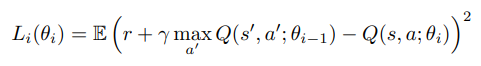 L_i(θ_i) = 𝔼 ( r + γ max_{a'} Q(s', a'; θ_{i−1}) − Q(s, a; θ_i) )^2